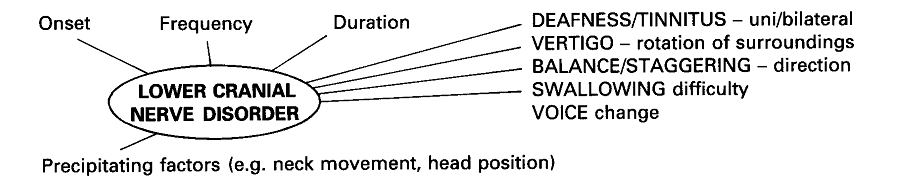 Onset Frequency Duration
DEAFNESS/TINNITUS – uni/bilateral
VERTIGO – rotation of surroundings
BALANCE/STAGGERING – direction
SWALLOWING difficulty
VOICE change
LOWER CRANIAL
NERVE DISORDER
Precipitating factors (e.g. neck movement, head position)